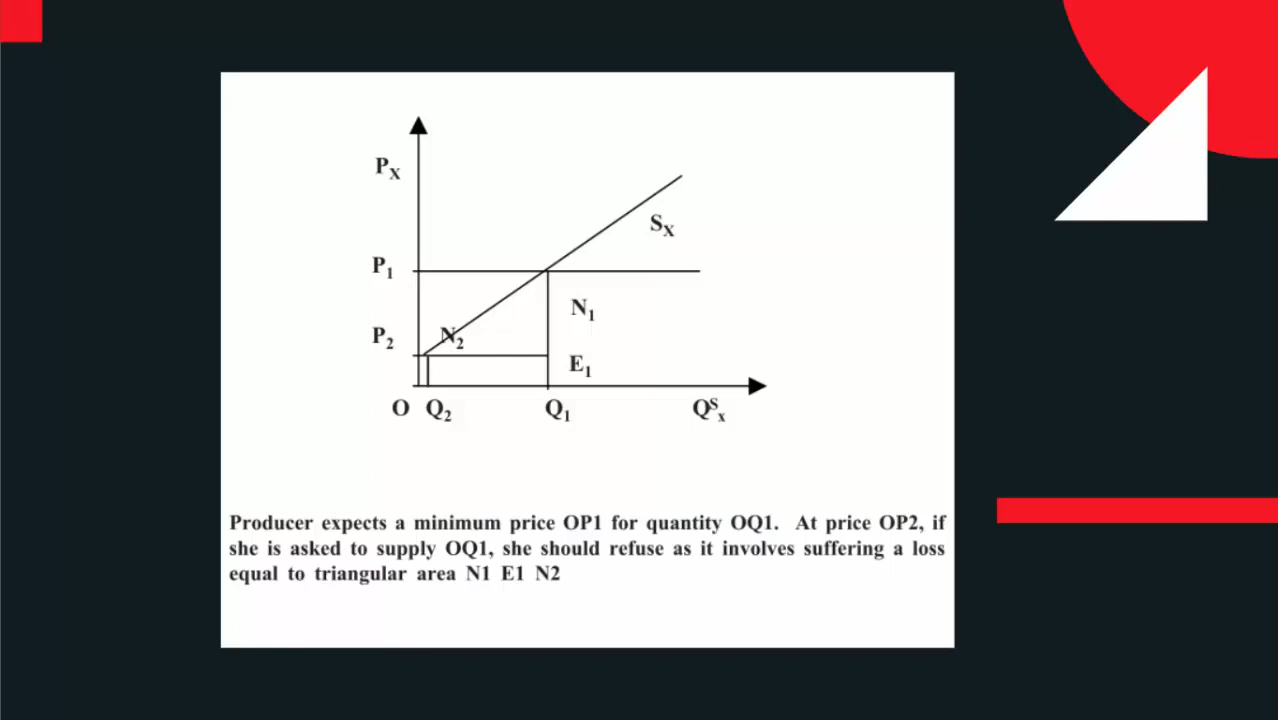 Px
Sx
P1
N1
P2
N2
E1
O Q2 Q1 QSx
Producer expects a minimum price OP1 for quantity OQ1. At price OP2, if
she is asked to supply OQ1, she should refuse as it involves suffering a loss
equal to triangular area N1 E1 N2